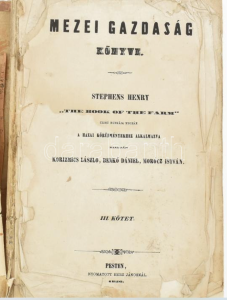 MEZEI GAZDASÁG
KÖNYVE.
STEPHENS HENRY
„THE BOOK OF THE FARM"
A HAZAI KÖRÜLMÉNYEKHEZ ALKALMAZVA
KORIZMICS LÁSZLÓ, BENKŐ DÁNIEL, MOROCZ ISTVÁN.
III. KÖTET.
PESTEN,